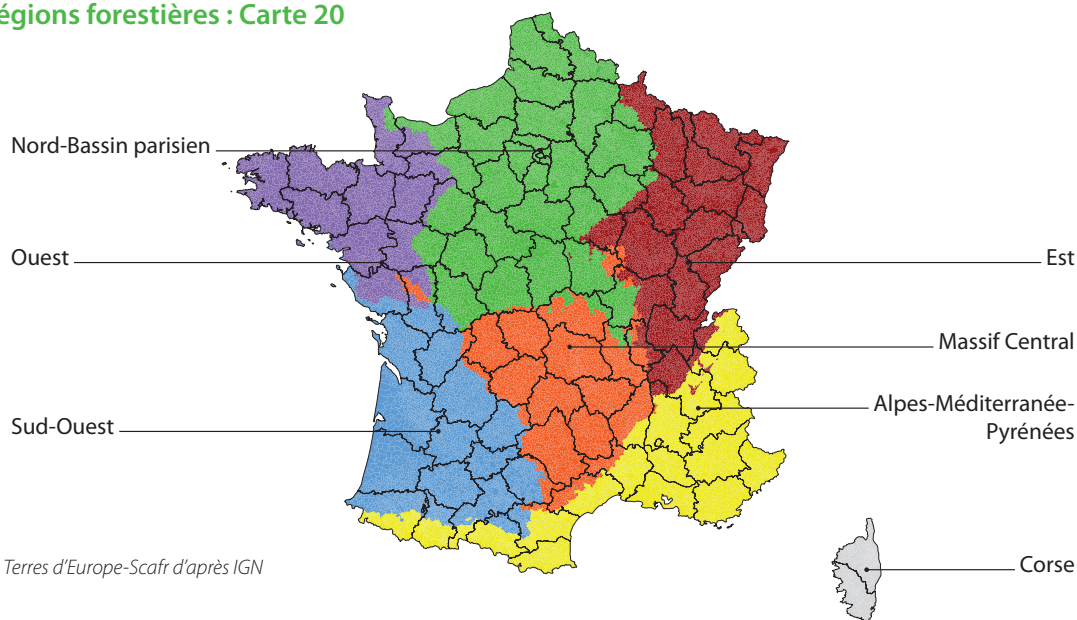 égions forestières : Carte 20
Nord-Bassin parisien
Ouest
Est
Massif Central
Alpes-Méditerranée-
Pyrénées
Sud-Ouest
Terres d'Europe-Scafr d'après IGN
Corse